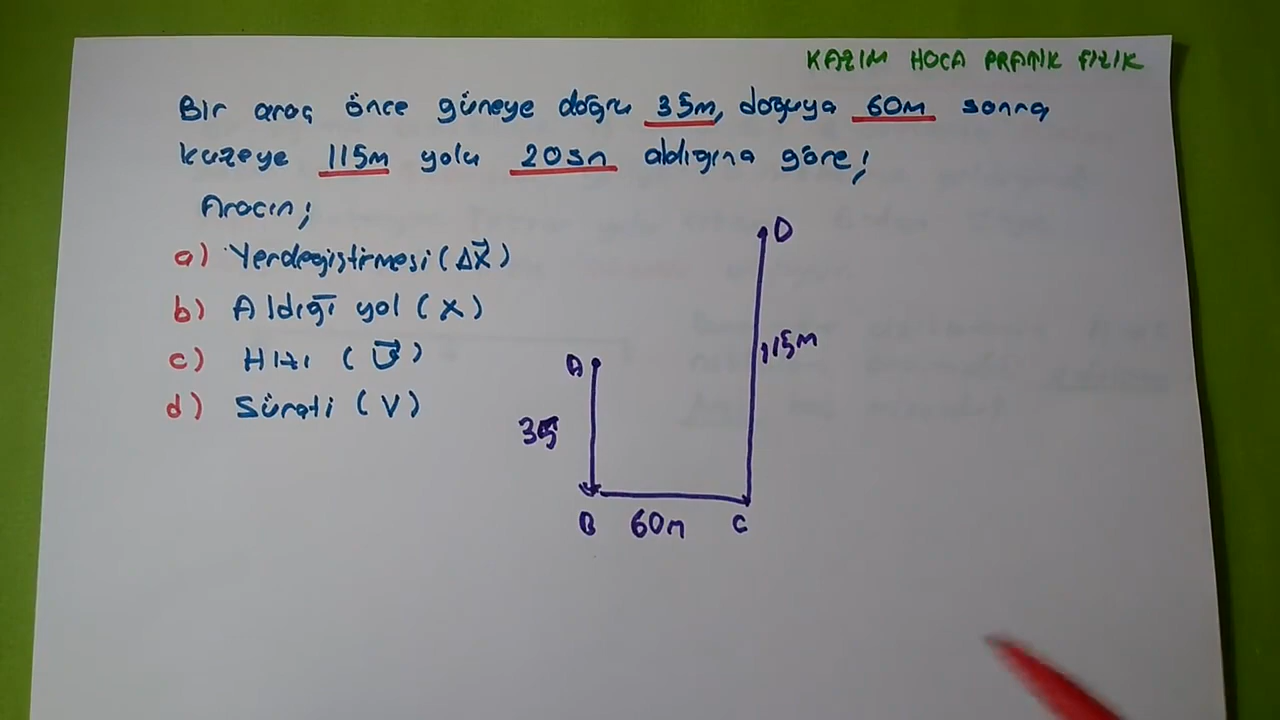 KAZIM HOCA PRATİK FİZİK
Bir araç önce güneye doğru 35m, doğuya 60m sonra
kuzeye 115m yolu 20sn aldığına göre;
Aracın;
a) Yerdeğiştirmesi (ΔX⃗)
b) Aldığı yol (X)
c) Hızı (V⃗)
d) Sürati (V)
D
115m
A
35
B 60m C